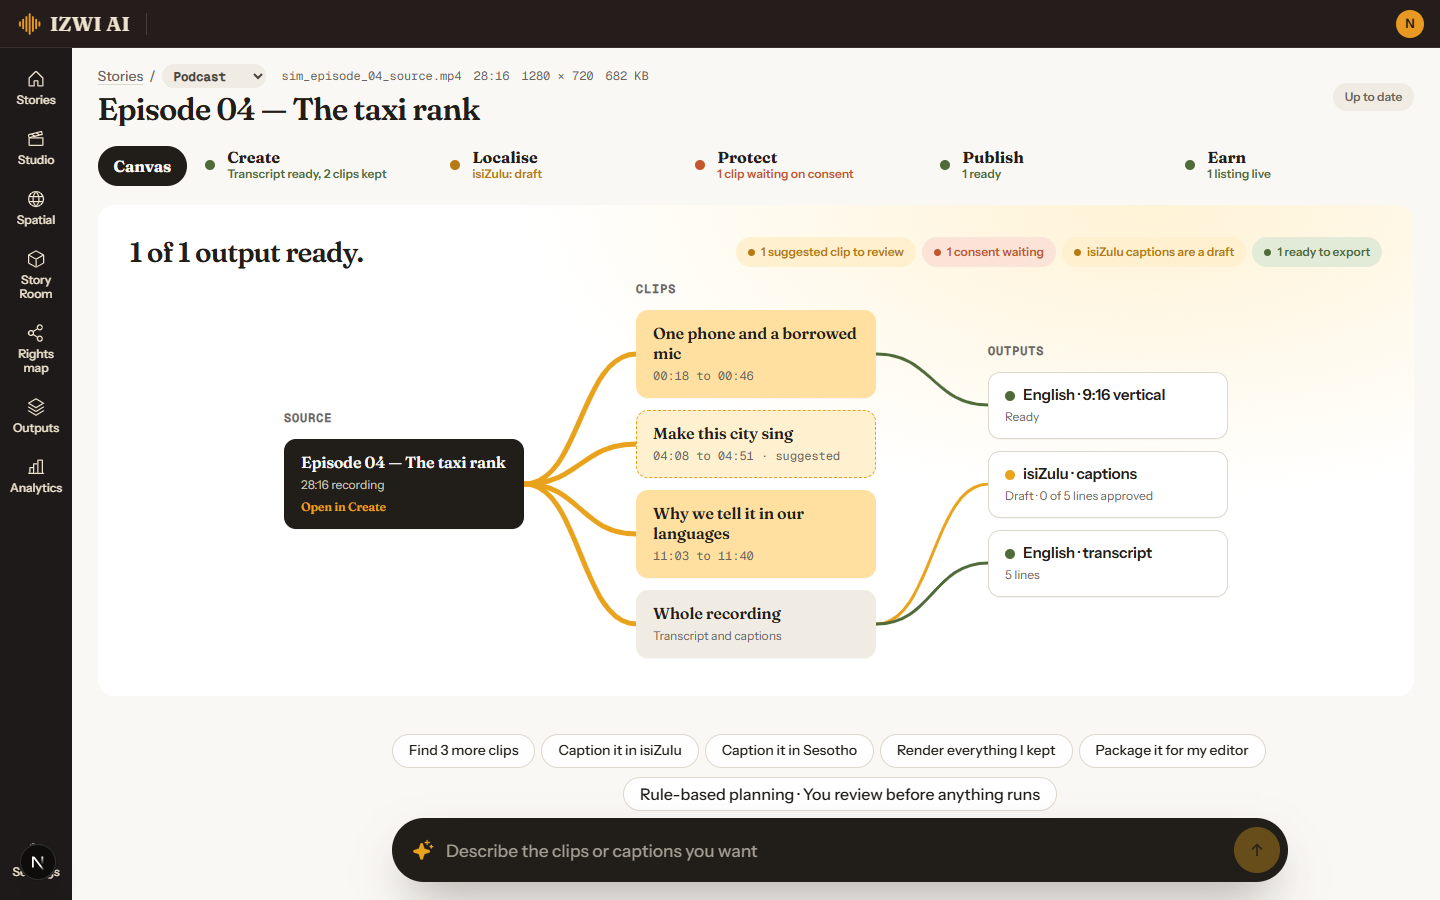 IZWI AI
N
Stories
Studio
Spatial
Story
Room
Rights
map
Outputs
Analytics
N
Stories / Podcast sim_episode_04_source.mp4 28:16 1280 × 720 682 KB
Episode 04 — The taxi rank
Up to date
Canvas
Create
Transcript ready, 2 clips kept
Localise
isiZulu: draft
Protect
1 clip waiting on consent
Publish
1 ready
Earn
1 listing live
1 of 1 output ready.
1 suggested clip to review
1 consent waiting
isiZulu captions are a draft
1 ready to export
SOURCE
Episode 04 — The taxi rank
28:16 recording
Open in Create
CLIPS
One phone and a borrowed
mic
00:18 to 00:46
Make this city sing
04:08 to 04:51 · suggested
Why we tell it in our
languages
11:03 to 11:40
Whole recording
Transcript and captions
OUTPUTS
English · 9:16 vertical
Ready
isiZulu · captions
Draft · 0 of 5 lines approved
English · transcript
5 lines
Find 3 more clips
Caption it in isiZulu
Caption it in Sesotho
Render everything I kept
Package it for my editor
Rule-based planning · You review before anything runs
Describe the clips or captions you want